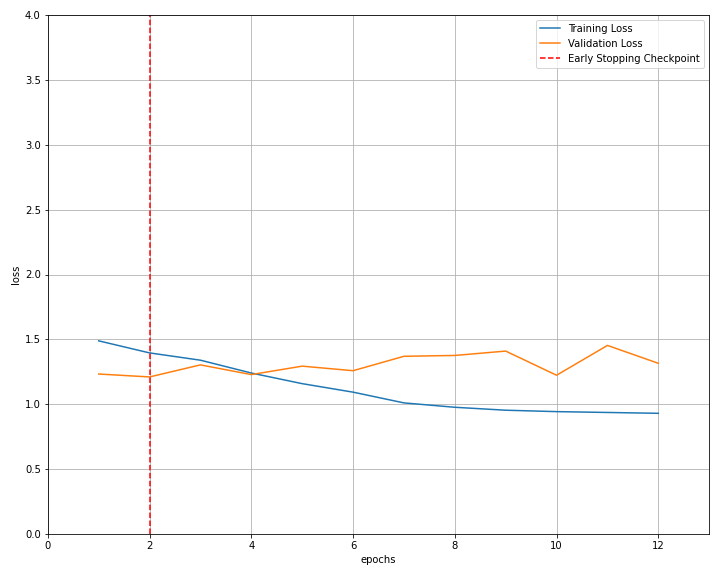 4.0
3.5
3.0
2.5
2.0
1.5
1.0
0.5
0.0
loss
0 2 4 6 8 10 12
epochs
Training Loss
Validation Loss
Early Stopping Checkpoint